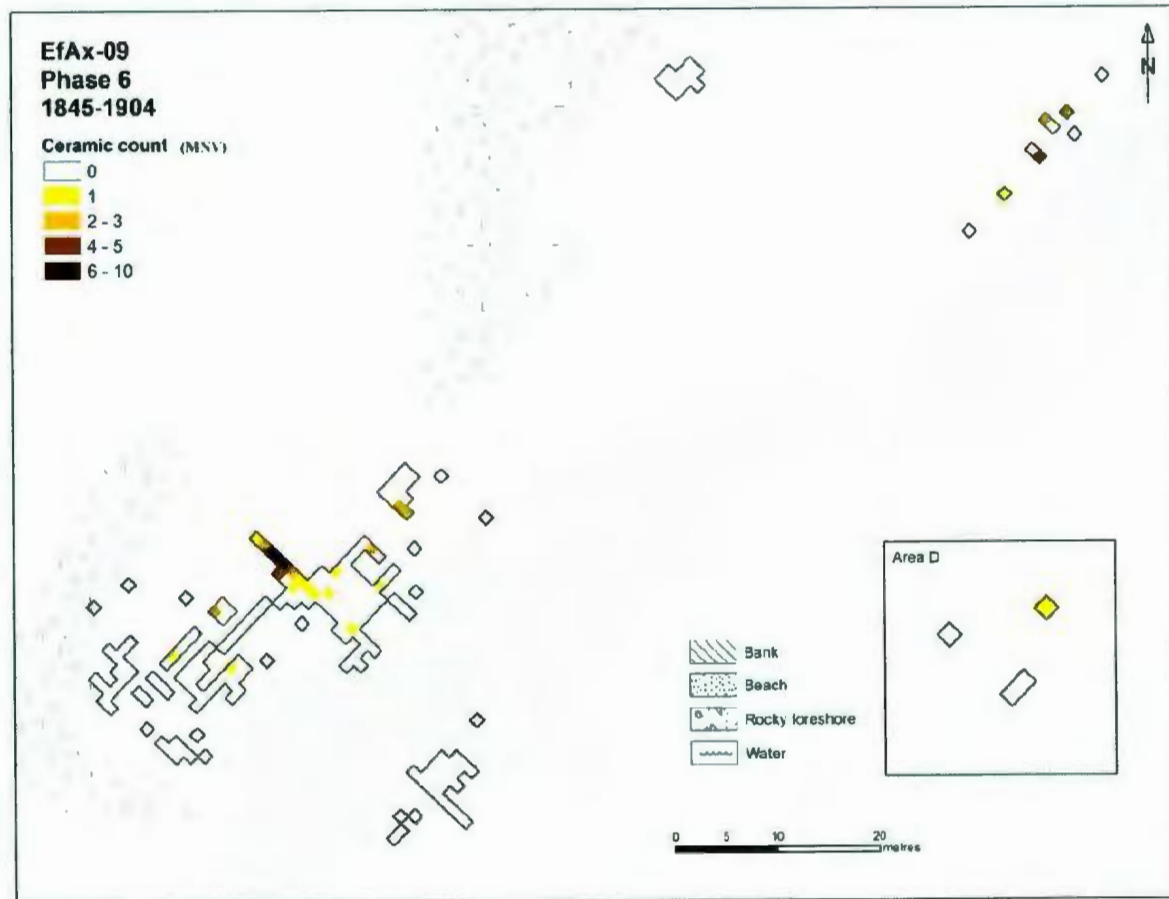 EfAx-09
Phase 6
1845-1904
Ceramic count (MNV)
0
1
2 - 3
4 - 5
6 - 10
N
Area D
Bank
Beach
Rocky foreshore
Water
0 5 10 20
metres